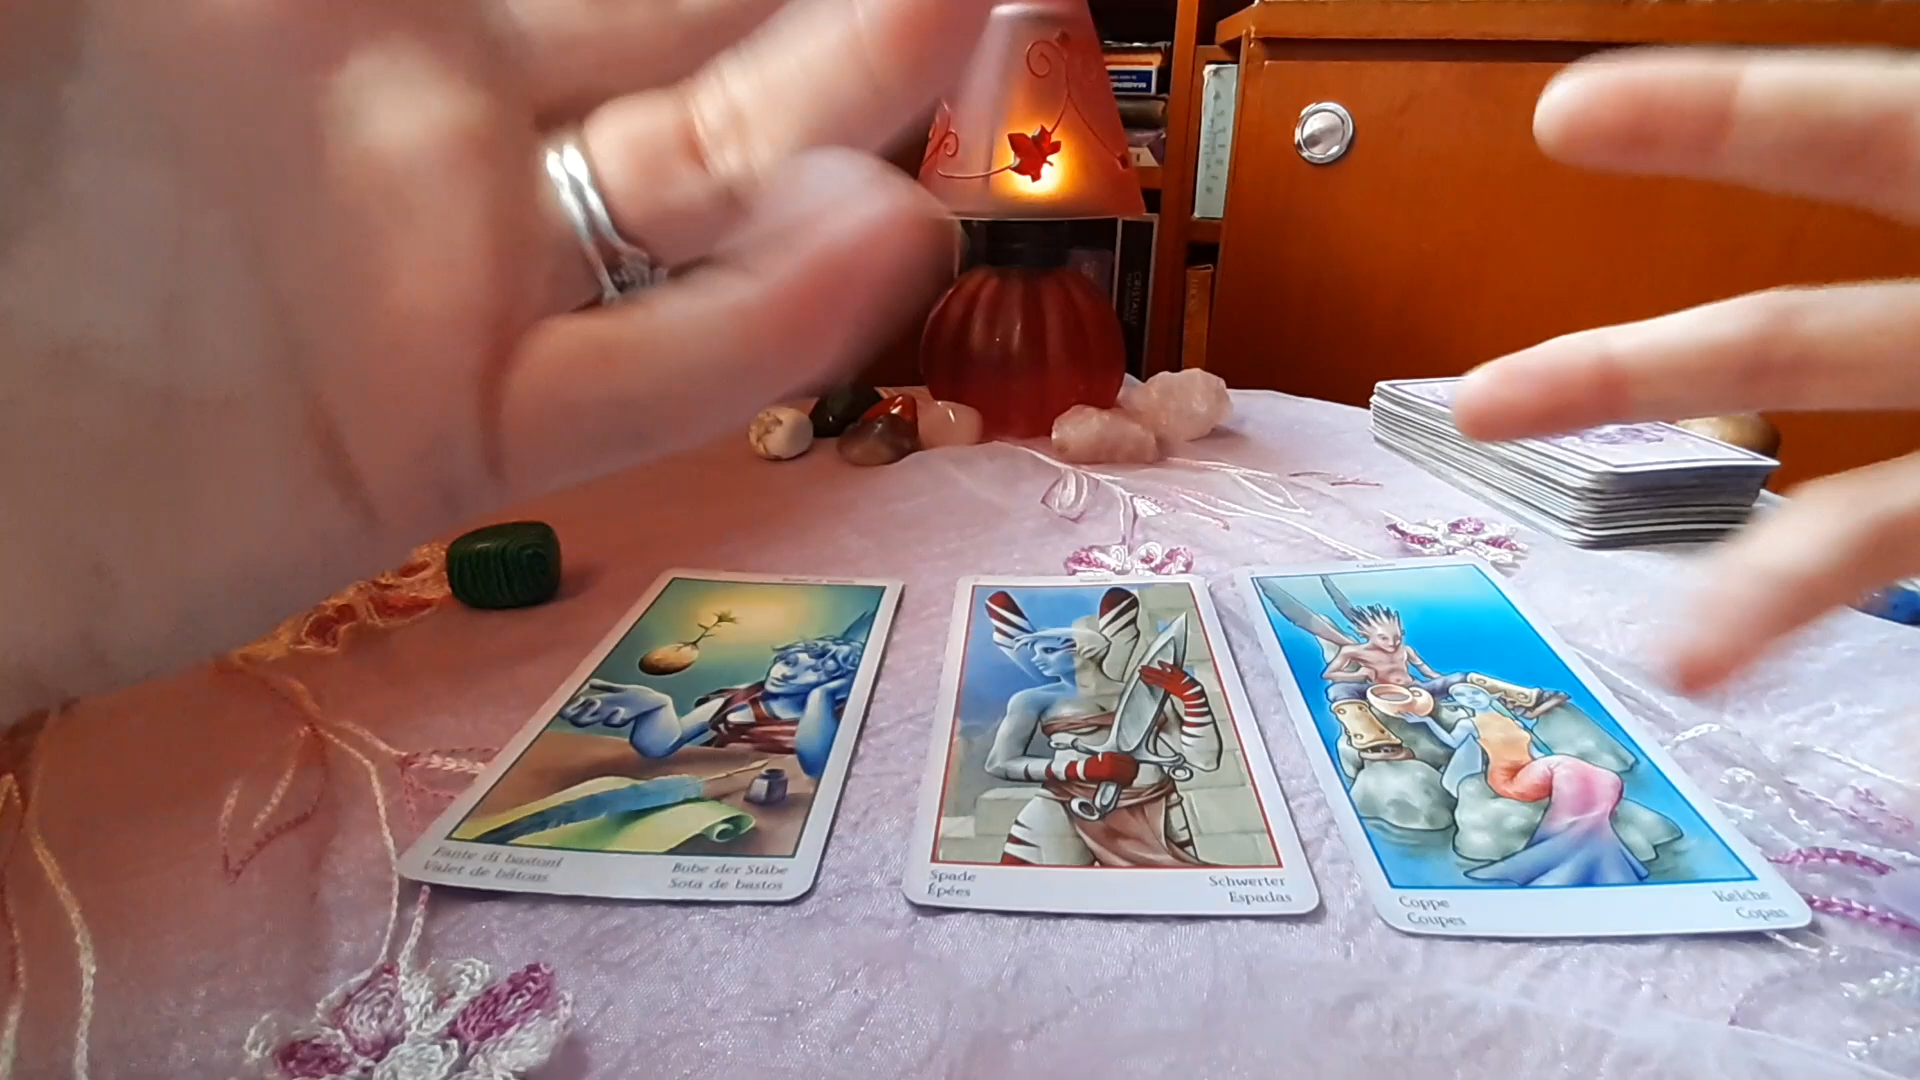 Fante di bastoni
Valet de bâtons
Bube der Stäbe
Sota de bastos
Spade
Épées
Schwerter
Espadas
Coppe
Coupes
Kelche
Copas